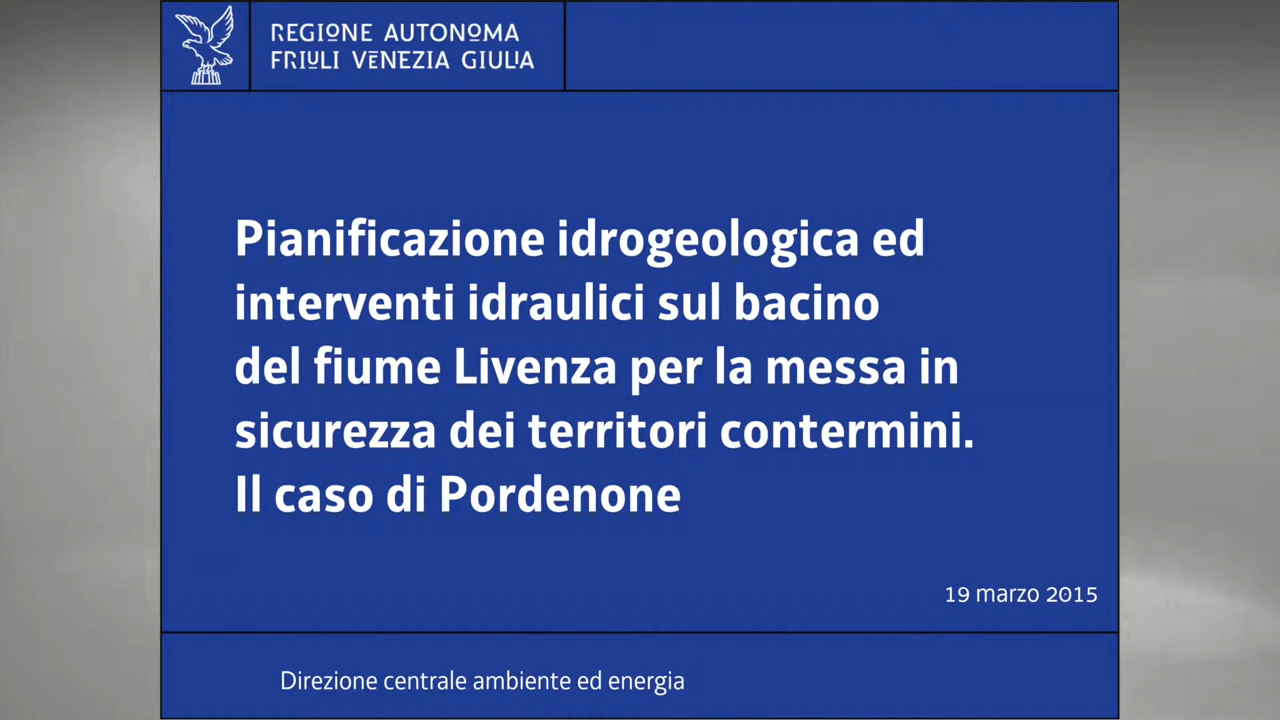 REGIONE AUTONOMA
FRIULI VENEZIA GIULIA
Pianificazione idrogeologica ed
interventi idraulici sul bacino
del fiume Livenza per la messa in
sicurezza dei territori contermini.
Il caso di Pordenone
19 marzo 2015
Direzione centrale ambiente ed energia